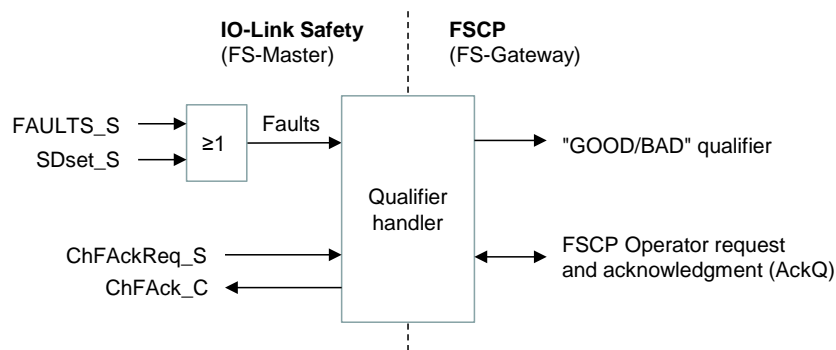 IO-Link Safety
(FS-Master)
FSCP
(FS-Gateway)
FAULTS_S
SDset_S
≥1
Faults
"GOOD/BAD" qualifier
Qualifier
handler
ChFAckReq_S
ChFAck_C
FSCP Operator request
and acknowledgment (AckQ)